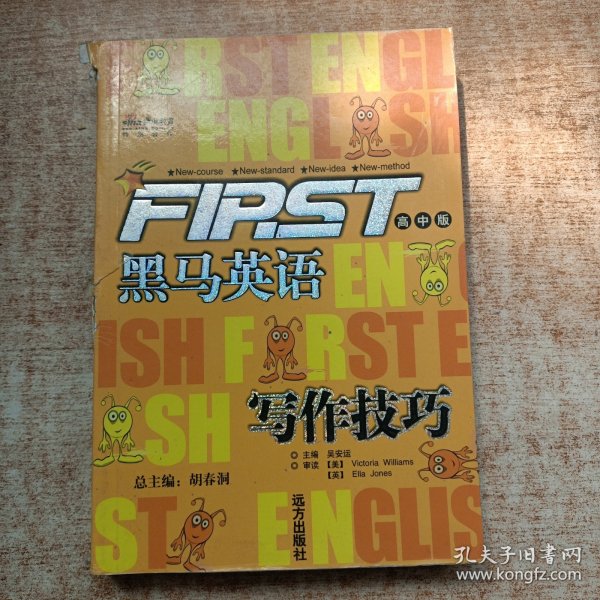 RST ENGL
ENGL SH
★New-course ★New-standard ★New-idea ★New-method
FIRST
高中版
黑马英语
EN
ISH F RST E
写作技巧
SH
◎ 主编 吴安运
◎ 审读 【美】 Victoria Williams
【英】 Ella Jones
总主编：胡春洞
ST E NGLIS
远方出版社
孔夫子旧书网
www.kongfz.com